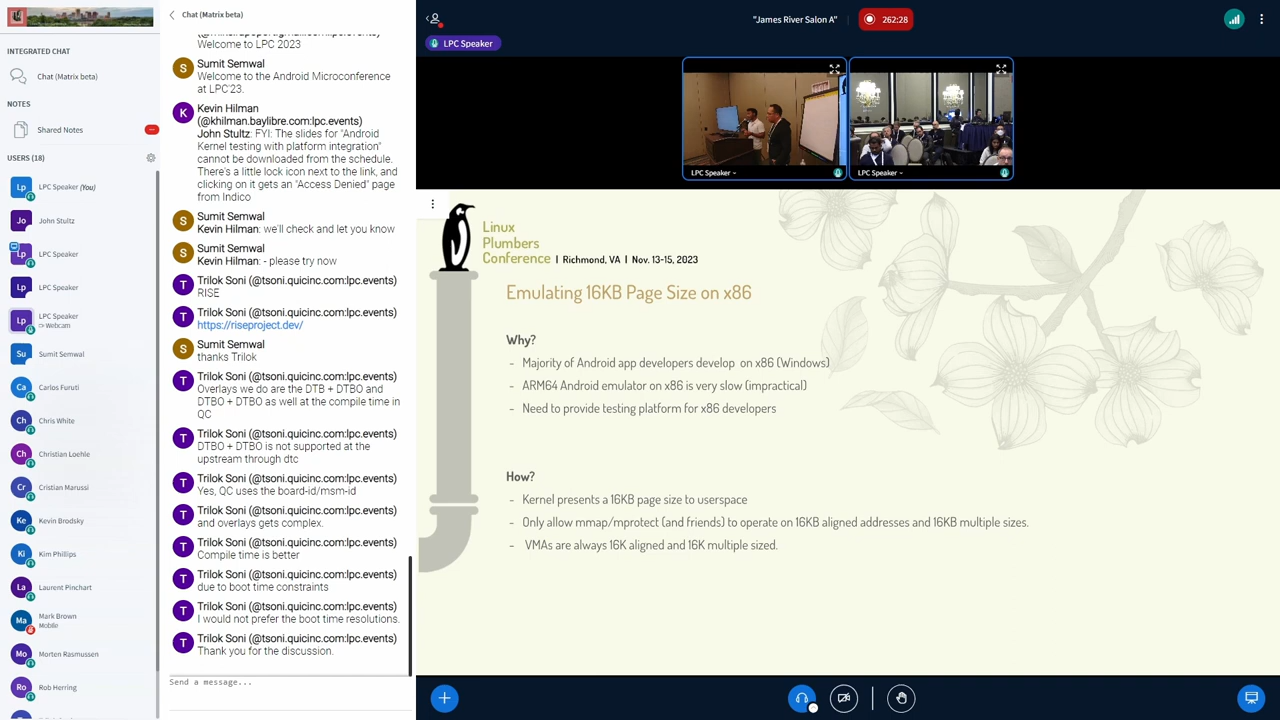 INTEGRATED CHAT
Chat (Matrix beta)
NOTES
Shared Notes
USERS (18)
Lp
LPC Speaker (You)
Jo
John Stultz
Lp
LPC Speaker
Lp
LPC Speaker
Lp
LPC Speaker
=> Webcam
Su
Sumit Semwal
Ca
Carlos Furuti
Ch
Chris White
Ch
Christian Loehle
Cr
Cristian Marussi
Ke
Kevin Brodsky
Ki
Kim Phillips
La
Laurent Pinchart
Ma
Mark Brown
Mobile
Mo
Morten Rasmussen
Ro
Rob Herring
Chat (Matrix beta)
Welcome to LPC 2023
S
Sumit Semwal
Welcome to the Android Microconference
at LPC'23.
K
Kevin Hilman
(@khilman.baylibre.com:lpc.events)
John Stultz: FYI: The slides for "Android
Kernel testing with platform integration"
cannot be downloaded from the schedule.
There's a little lock icon next to the link, and
clicking on it gets an "Access Denied" page
from Indico
S
Sumit Semwal
Kevin Hilman: we'll check and let you know
S
Sumit Semwal
Kevin Hilman: - please try now
T
Trilok Soni (@tsoni.quicinc.com:lpc.events)
RISE
T
Trilok Soni (@tsoni.quicinc.com:lpc.events)
https://riseproject.dev/
S
Sumit Semwal
thanks Trilok
T
Trilok Soni (@tsoni.quicinc.com:lpc.events)
Overlays we do are the DTB + DTBO and
DTBO + DTBO as well at the compile time in
QC
T
Trilok Soni (@tsoni.quicinc.com:lpc.events)
DTBO + DTBO is not supported at the
upstream through dtc
T
Trilok Soni (@tsoni.quicinc.com:lpc.events)
Yes, QC uses the board-id/msm-id
T
Trilok Soni (@tsoni.quicinc.com:lpc.events)
and overlays gets complex.
T
Trilok Soni (@tsoni.quicinc.com:lpc.events)
Compile time is better
T
Trilok Soni (@tsoni.quicinc.com:lpc.events)
due to boot time constraints
T
Trilok Soni (@tsoni.quicinc.com:lpc.events)
I would not prefer the boot time resolutions.
T
Trilok Soni (@tsoni.quicinc.com:lpc.events)
Thank you for the discussion.
Send a message...
"James River Salon A"
262:28
LPC Speaker
LPC Speaker
LPC Speaker
Linux
Plumbers
Conference | Richmond, VA | Nov. 13-15, 2023
Emulating 16KB Page Size on x86
Why?
- Majority of Android app developers develop on x86 (Windows)
- ARM64 Android emulator on x86 is very slow (impractical)
- Need to provide testing platform for x86 developers
How?
- Kernel presents a 16KB page size to userspace
- Only allow mmap/mprotect (and friends) to operate on 16KB aligned addresses and 16KB multiple sizes.
- VMAs are always 16K aligned and 16K multiple sized.